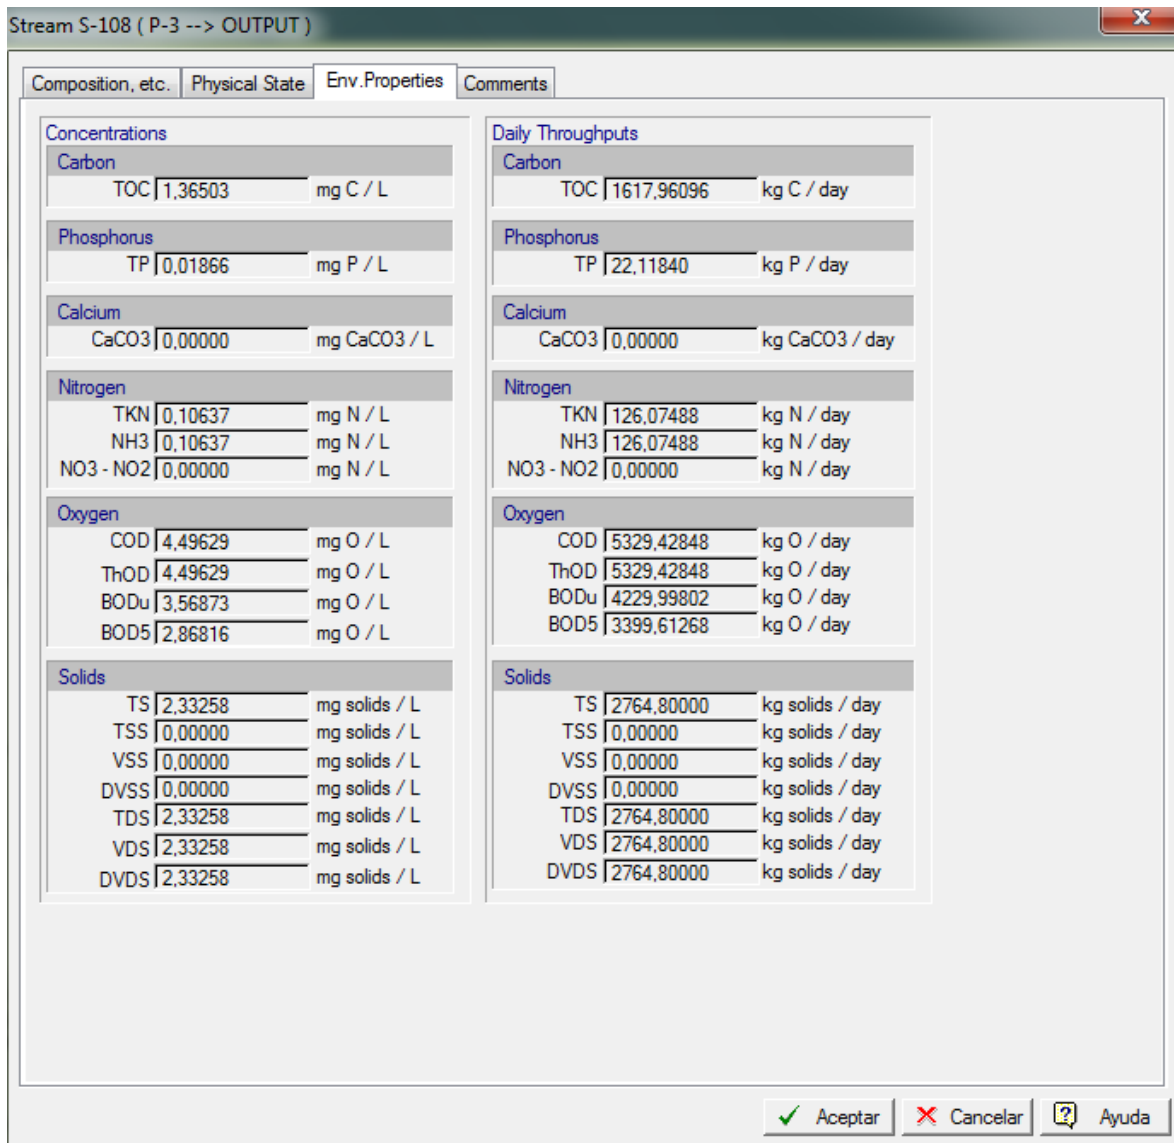 Stream S-108 ( P-3 --> OUTPUT )
x
Composition, etc. Physical State Env.Properties Comments
Concentrations
Carbon
TOC 1,36503 mg C / L
Phosphorus
TP 0,01866 mg P / L
Calcium
CaCO3 0,00000 mg CaCO3 / L
Nitrogen
TKN 0,10637 mg N / L
NH3 0,10637 mg N / L
NO3 - NO2 0,00000 mg N / L
Oxygen
COD 4,49629 mg O / L
ThOD 4,49629 mg O / L
BODu 3,56873 mg O / L
BOD5 2,86816 mg O / L
Solids
TS 2,33258 mg solids / L
TSS 0,00000 mg solids / L
VSS 0,00000 mg solids / L
DVSS 0,00000 mg solids / L
TDS 2,33258 mg solids / L
VDS 2,33258 mg solids / L
DVDS 2,33258 mg solids / L
Daily Throughputs
Carbon
TOC 1617,96096 kg C / day
Phosphorus
TP 22,11840 kg P / day
Calcium
CaCO3 0,00000 kg CaCO3 / day
Nitrogen
TKN 126,07488 kg N / day
NH3 126,07488 kg N / day
NO3 - NO2 0,00000 kg N / day
Oxygen
COD 5329,42848 kg O / day
ThOD 5329,42848 kg O / day
BODu 4229,99802 kg O / day
BOD5 3399,61268 kg O / day
Solids
TS 2764,80000 kg solids / day
TSS 0,00000 kg solids / day
VSS 0,00000 kg solids / day
DVSS 0,00000 kg solids / day
TDS 2764,80000 kg solids / day
VDS 2764,80000 kg solids / day
DVDS 2764,80000 kg solids / day
Aceptar Cancelar ? Ayuda